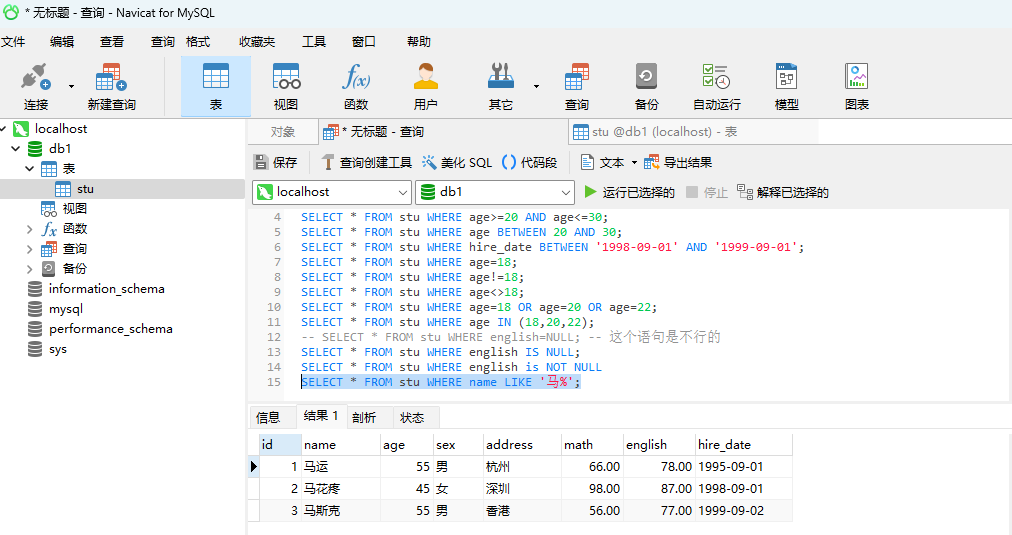 * 无标题 - 查询 - Navicat for MySQL
文件 编辑 查看 查询 格式 收藏夹 工具 窗口 帮助
连接 新建查询 表 视图 函数 用户 其它 查询 备份 自动运行 模型 图表
localhost
db1
表
stu
视图
函数
查询
备份
information_schema
mysql
performance_schema
sys
对象 * 无标题 - 查询 stu @db1 (localhost) - 表
保存 查询创建工具 美化 SQL 代码段 文本 导出结果
localhost db1 运行已选择的 停止 解释已选择的
4 SELECT * FROM stu WHERE age>=20 AND age<=30;
5 SELECT * FROM stu WHERE age BETWEEN 20 AND 30;
6 SELECT * FROM stu WHERE hire_date BETWEEN '1998-09-01' AND '1999-09-01';
7 SELECT * FROM stu WHERE age=18;
8 SELECT * FROM stu WHERE age!=18;
9 SELECT * FROM stu WHERE age<>18;
10 SELECT * FROM stu WHERE age=18 OR age=20 OR age=22;
11 SELECT * FROM stu WHERE age IN (18,20,22);
12 -- SELECT * FROM stu WHERE english=NULL; -- 这个语句是不行的
13 SELECT * FROM stu WHERE english IS NULL;
14 SELECT * FROM stu WHERE english is NOT NULL
15 SELECT * FROM stu WHERE name LIKE '马%';
信息 结果 1 剖析 状态
id name age sex address math english hire_date
1 马运 55 男 杭州 66.00 78.00 1995-09-01
2 马花疼 45 女 深圳 98.00 87.00 1998-09-01
3 马斯克 55 男 香港 56.00 77.00 1999-09-02